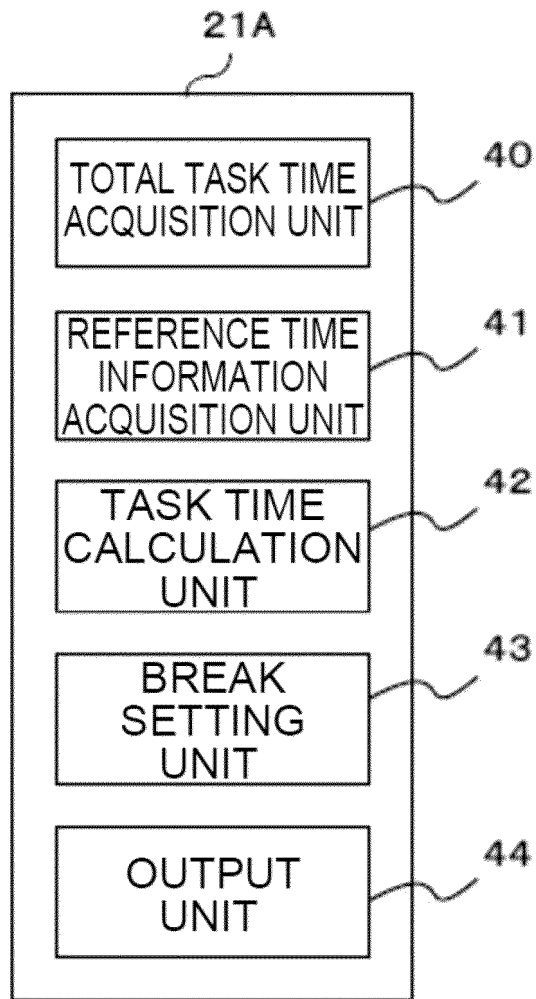 21A
TOTAL TASK TIME
ACQUISITION UNIT
40
REFERENCE TIME
INFORMATION
ACQUISITION UNIT
41
TASK TIME
CALCULATION
UNIT
42
BREAK
SETTING
UNIT
43
OUTPUT
UNIT
44